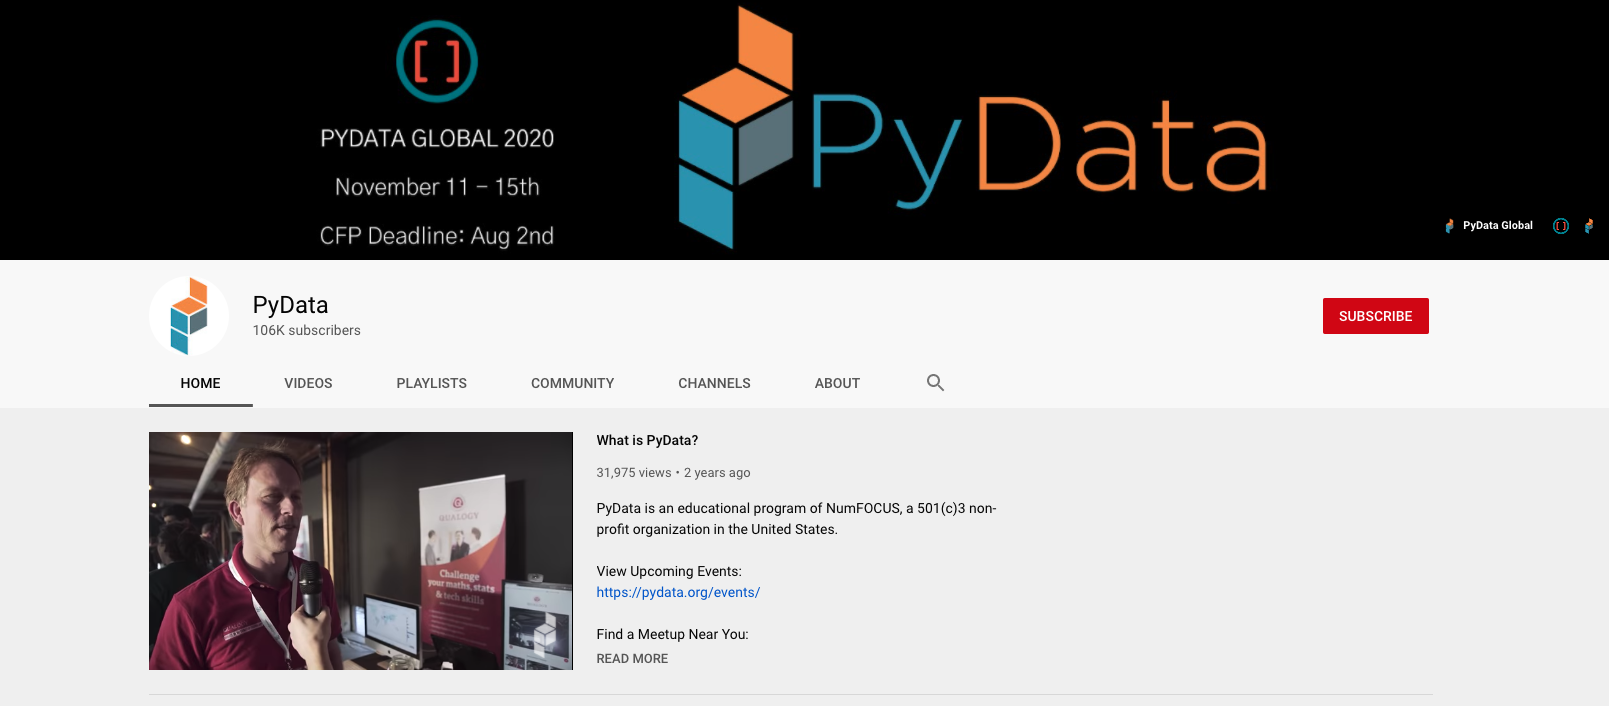 [ ]
PYDATA GLOBAL 2020
November 11 – 15th
CFP Deadline: Aug 2nd
PyData
PyData Global
[ ]
PyData
106K subscribers
SUBSCRIBE
HOME
VIDEOS
PLAYLISTS
COMMUNITY
CHANNELS
ABOUT
QUALOGY
Challenge
your maths, stats
& tech skills
What is PyData?
31,975 views • 2 years ago
PyData is an educational program of NumFOCUS, a 501(c)3 non-
profit organization in the United States.
View Upcoming Events:
https://pydata.org/events/
Find a Meetup Near You:
READ MORE